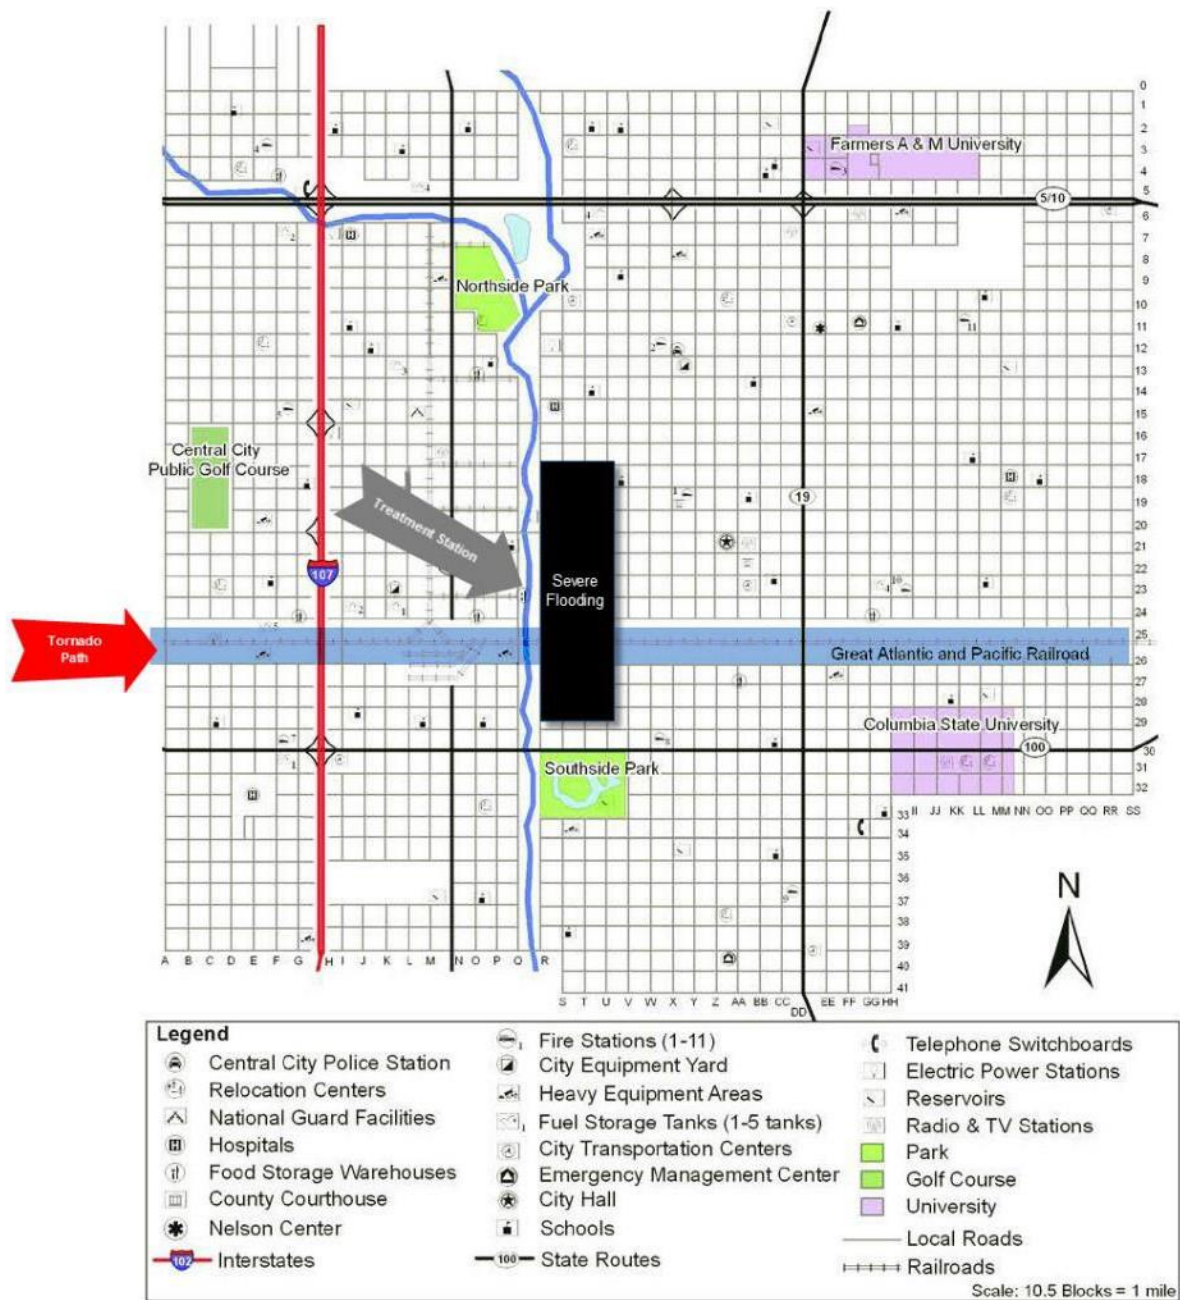 0
1
2
3
4
5
6
7
8
9
10
11
12
13
14
15
16
17
18
19
20
21
22
23
24
25
26
27
28
29
30
31
32
33
34
35
36
37
38
39
40
41
Farmers A & M University
5/10
Northside Park
Central City
Public Golf Course
19
Treatment Station
107
Severe
Flooding
Tornado
Path
Great Atlantic and Pacific Railroad
Columbia State University
100
Southside Park
II JJ KK LL MM NN OO PP QQ RR SS
N
A B C D E F G H I J K L M N O P Q R
S T U V W X Y Z AA BB CC DD EE FF GG HH
Legend
Central City Police Station
Relocation Centers
National Guard Facilities
Hospitals
Food Storage Warehouses
County Courthouse
Nelson Center
102 Interstates
Fire Stations (1-11)
City Equipment Yard
Heavy Equipment Areas
Fuel Storage Tanks (1-5 tanks)
City Transportation Centers
Emergency Management Center
City Hall
Schools
100 State Routes
Telephone Switchboards
Electric Power Stations
Reservoirs
Radio & TV Stations
Park
Golf Course
University
Local Roads
Railroads
Scale: 10.5 Blocks = 1 mile